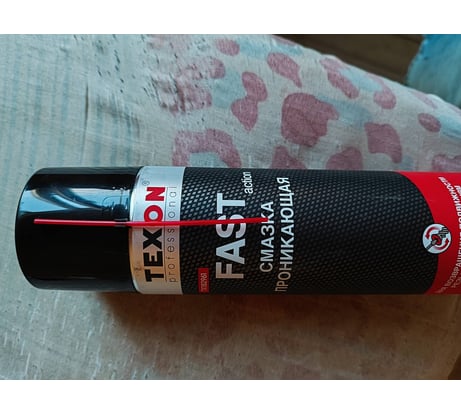 TEXON®
professional
FAST
action
СМАЗКА
ПРОНИКАЮЩАЯ